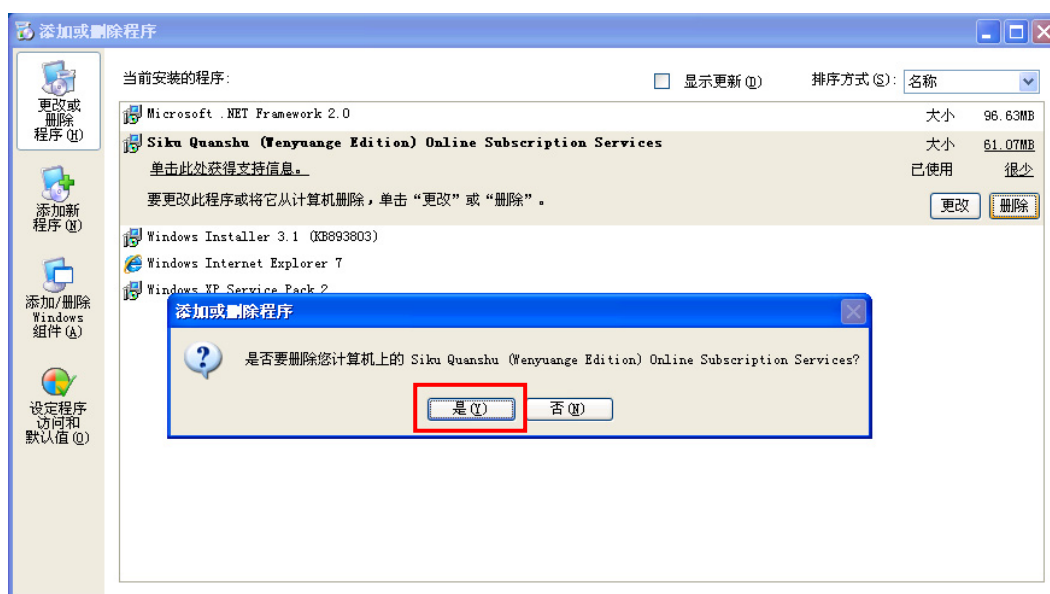 添加或删除程序
更改或
删除
程序(H)
添加新
程序(N)
添加/删除
Windows
组件(A)
设定程序
访问和
默认值(O)
当前安装的程序:
显示更新(D)
排序方式(S): 名称
Microsoft .NET Framework 2.0 大小 96.63MB
Siku Quanshu (Wenyuange Edition) Online Subscription Services 大小 61.07MB
单击此处获得支持信息。 已使用 很少
要更改此程序或将它从计算机删除，单击“更改”或“删除”。 更改 删除
Windows Installer 3.1 (KB893803)
Windows Internet Explorer 7
Windows XP Service Pack 2
添加或删除程序
是否要删除您计算机上的 Siku Quanshu (Wenyuange Edition) Online Subscription Services?
是(Y) 否(N)